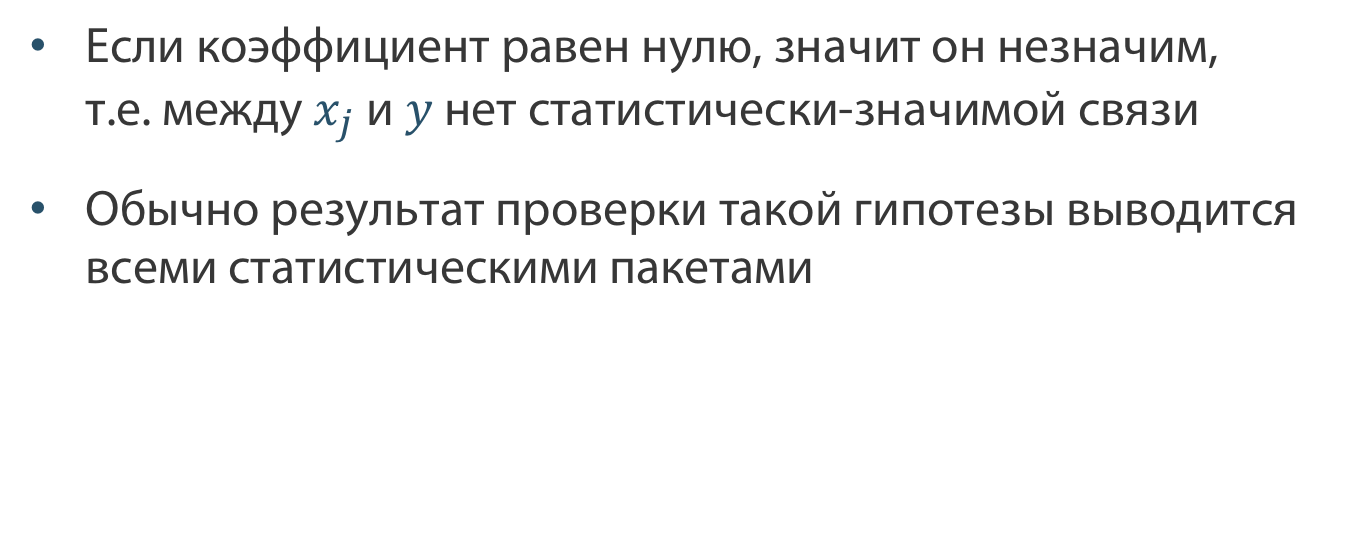 • Если коэффициент равен нулю, значит он незначим,
т.е. между xⱼ и y нет статистически-значимой связи
• Обычно результат проверки такой гипотезы выводится
всеми статистическими пакетами